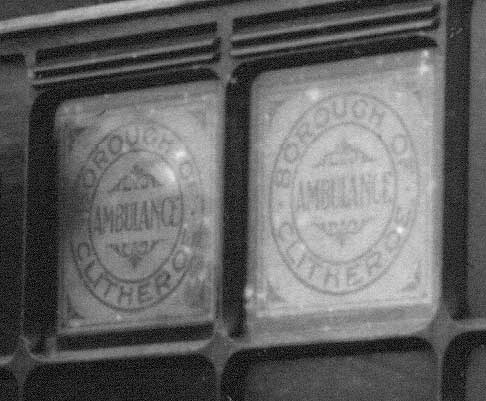 BOROUGH OF
AMBULANCE
CLITHEROE
BOROUGH OF
AMBULANCE
CLITHEROE